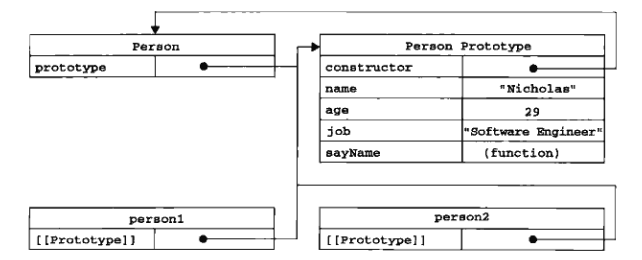 Person
prototype
Person Prototype
constructor
name "Nicholas"
age 29
job "Software Engineer"
sayName (function)
person1
[[Prototype]]
person2
[[Prototype]]